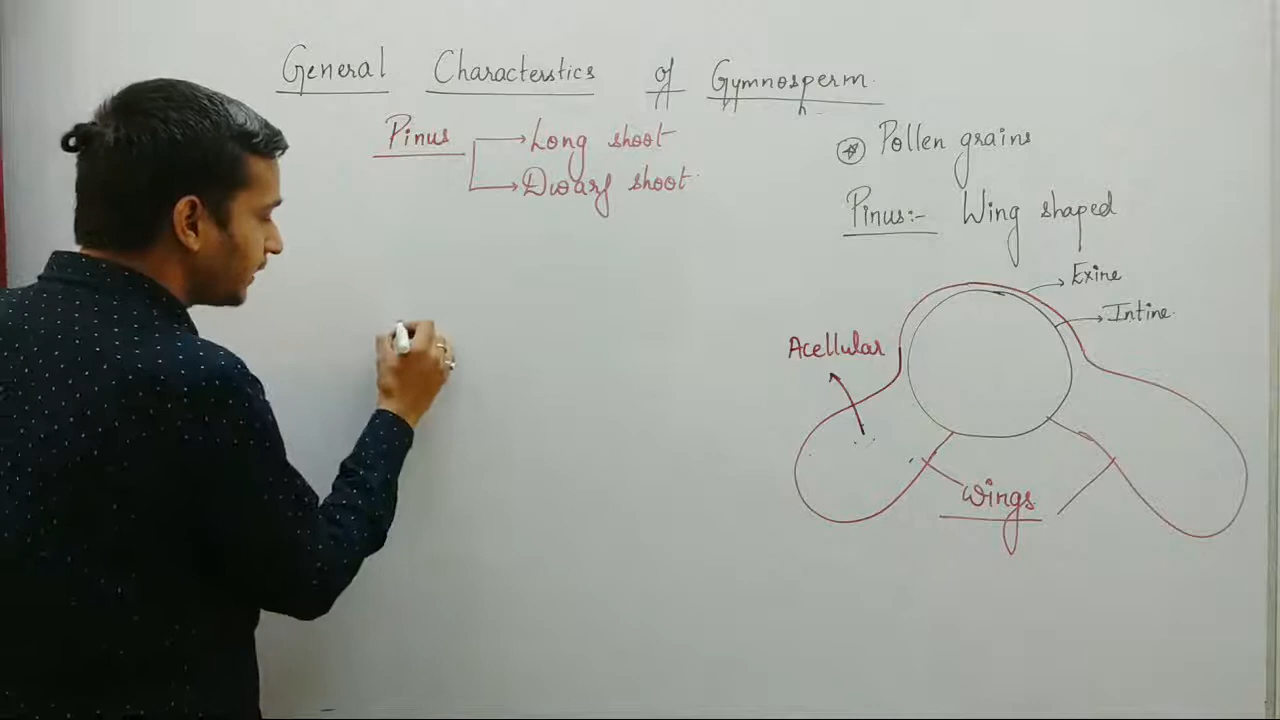 General Characterstics of Gymnosperm.
Pinus → Long shoot
→ Dwarf shoot
Pollen grains
Pinus:- Wing shaped
Exine
Intine
Acellular
Wings